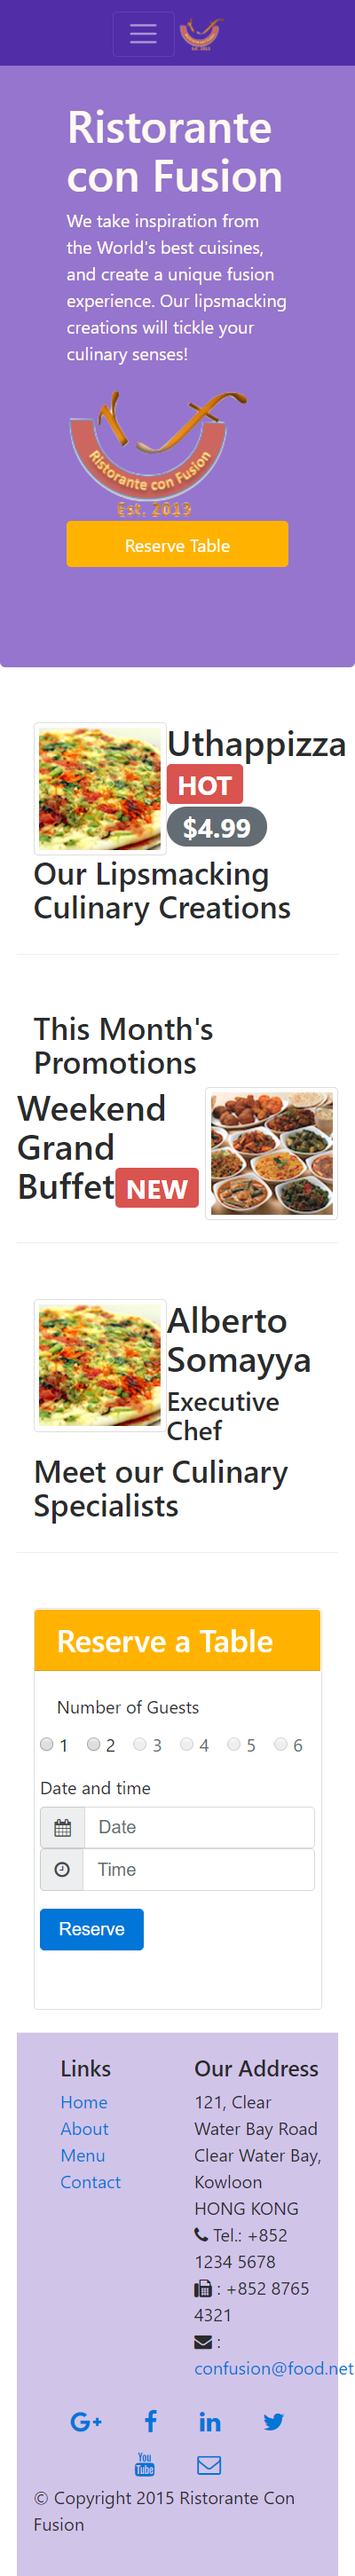 Ristorante
con Fusion
We take inspiration from
the World's best cuisines,
and create a unique fusion
experience. Our lipsmacking
creations will tickle your
culinary senses!
Ristorante con Fusion
Est. 2013
Reserve Table
Uthappizza
HOT
$4.99
Our Lipsmacking
Culinary Creations
This Month's
Promotions
Weekend
Grand
Buffet NEW
Alberto
Somayya
Executive
Chef
Meet our Culinary
Specialists
Reserve a Table
Number of Guests
1 2 3 4 5 6
Date and time
Date
Time
Reserve
Links
Home
About
Menu
Contact
Our Address
121, Clear
Water Bay Road
Clear Water Bay,
Kowloon
HONG KONG
Tel.: +852
1234 5678
: +852 8765
4321
:
confusion@food.net
G+ f in
You Tube
© Copyright 2015 Ristorante Con
Fusion